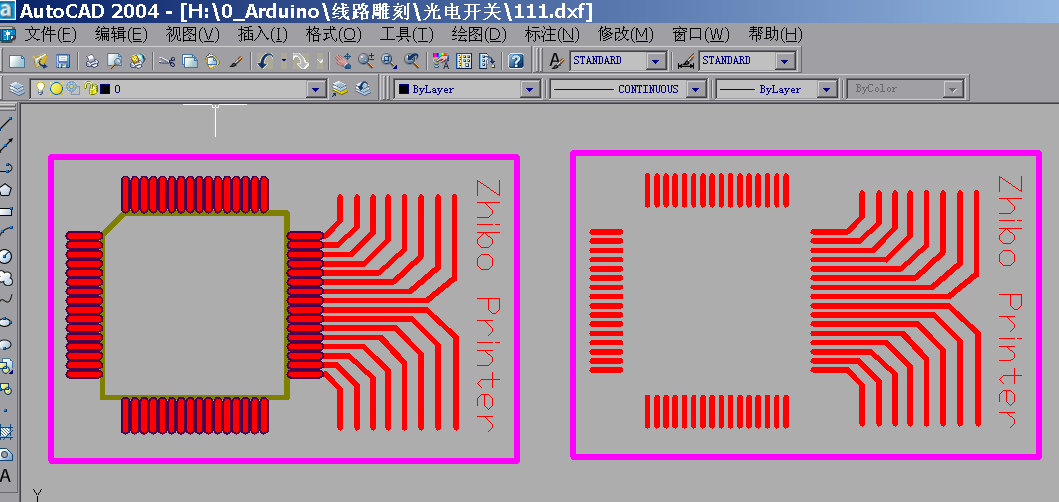 AutoCAD 2004 - [H:\0_Arduino\线路雕刻\光电开关\111.dxf]
文件(F) 编辑(E) 视图(V) 插入(I) 格式(O) 工具(T) 绘图(D) 标注(N) 修改(M) 窗口(W) 帮助(H)
STANDARD STANDARD
0 ByLayer CONTINUOUS ByLayer ByColor
Zhibo Printer
Zhibo Printer
A
Y